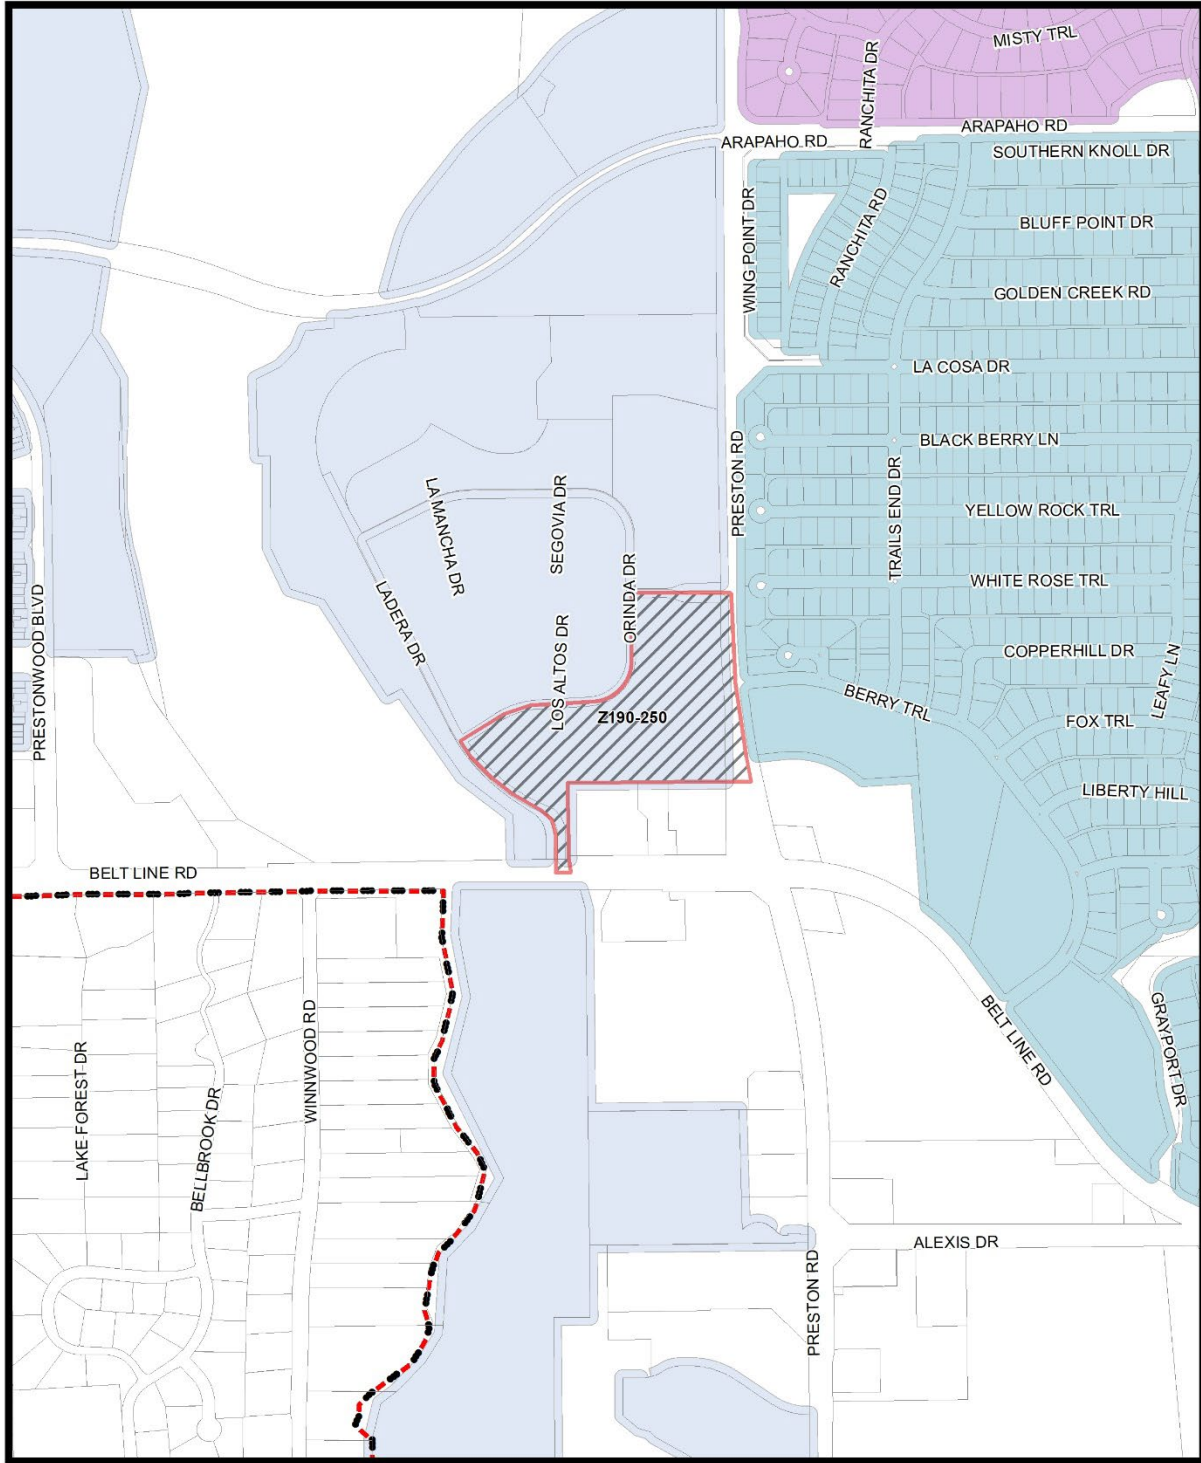 MISTY TRL
RANCHITA DR
ARAPAHO RD
ARAPAHO RD
SOUTHERN KNOLL DR
WING POINT DR
RANCHITA RD
BLUFF POINT DR
GOLDEN CREEK RD
LA COSA DR
PRESTON RD
BLACK BERRY LN
TRAILS END DR
YELLOW ROCK TRL
WHITE ROSE TRL
LA MANCHA DR
SEGOVIA DR
ORINDA DR
LADERA DR
LOS ALTOS DR
PRESTONWOOD BLVD
COPPERHILL DR
LEAFY LN
BERRY TRL
Z190-250
FOX TRL
LIBERTY HILL
BELT LINE RD
BELT LINE RD
GRAYPORT DR
LAKE FOREST DR
BELLBROOK DR
WINNWOOD RD
ALEXIS DR
PRESTON RD